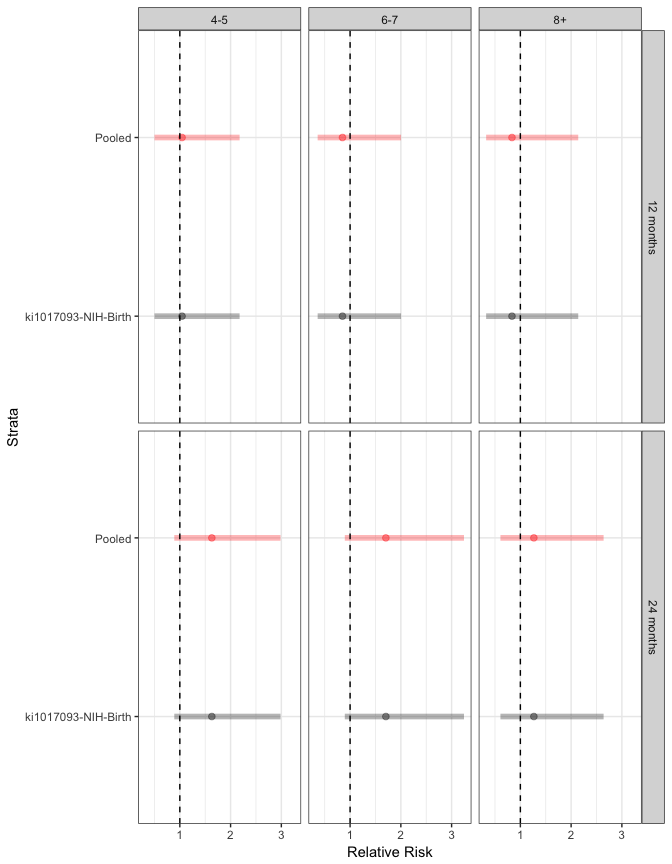 4-5
6-7
8+
Pooled
ki1017093-NIH-Birth
12 months
Strata
Pooled
ki1017093-NIH-Birth
24 months
1 2 3
1 2 3
1 2 3
Relative Risk